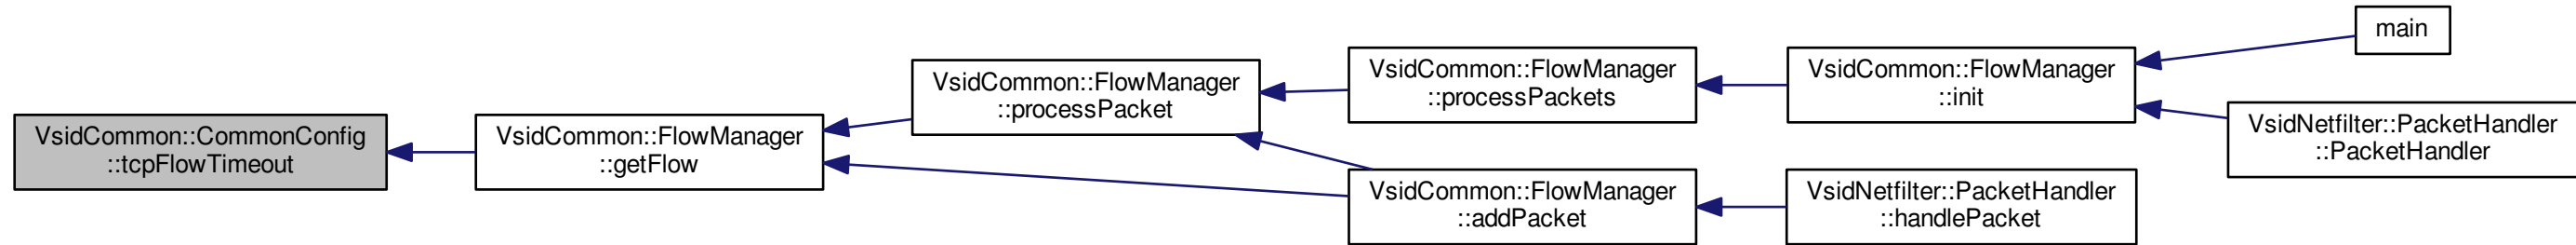 VsidCommon::CommonConfig
::tcpFlowTimeout
VsidCommon::FlowManager
::getFlow
VsidCommon::FlowManager
::processPacket
VsidCommon::FlowManager
::processPackets
VsidCommon::FlowManager
::init
main
VsidNetfilter::PacketHandler
::PacketHandler
VsidCommon::FlowManager
::addPacket
VsidNetfilter::PacketHandler
::handlePacket